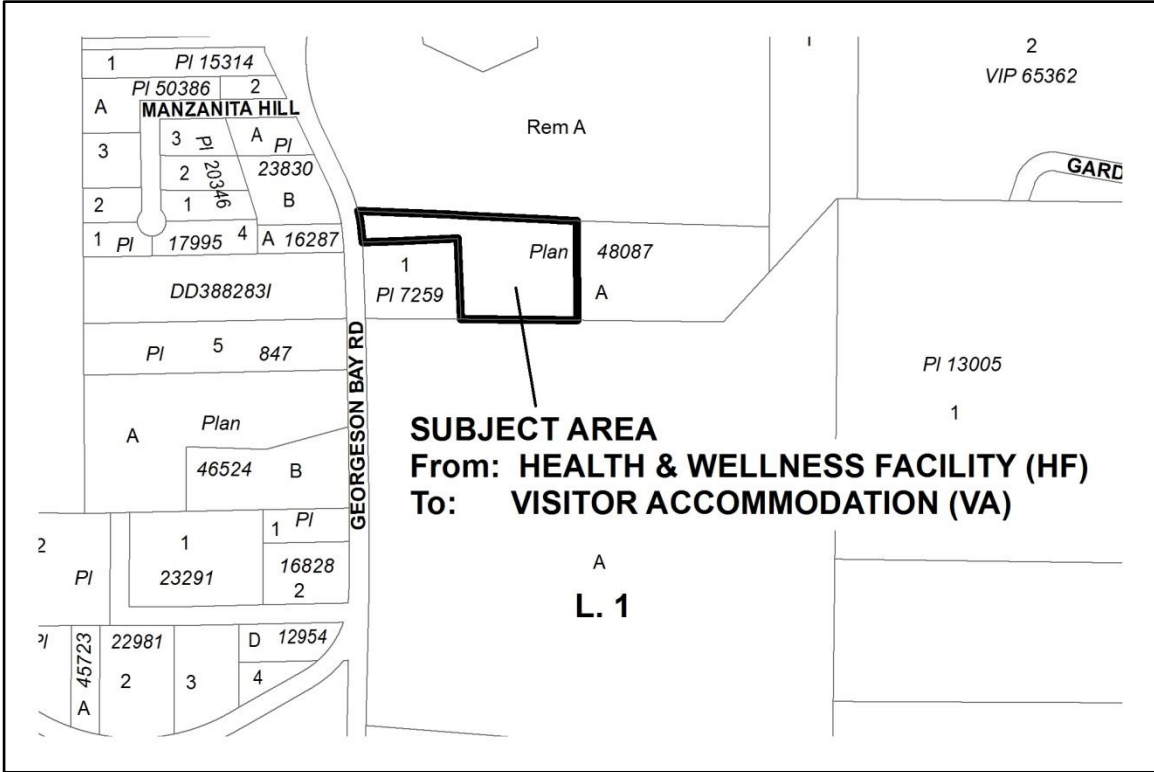 1 Pl 15314
Pl 50386 2
A
MANZANITA HILL
3
3 Pl 20346
A Pl
23830
2
B
2
1
1 Pl
17995 4
A 16287
DD388283I
Pl 5 847
A
Plan
46524 B
GEORGESON BAY RD
1 Pl
16828
2
2
Pl
1
23291
Pl
45723
A
22981
2
3
D 12954
4
Rem A
2
VIP 65362
GARD
1
Pl 7259
Plan 48087
A
Pl 13005
1
SUBJECT AREA
From: HEALTH & WELLNESS FACILITY (HF)
To: VISITOR ACCOMMODATION (VA)
A
L. 1